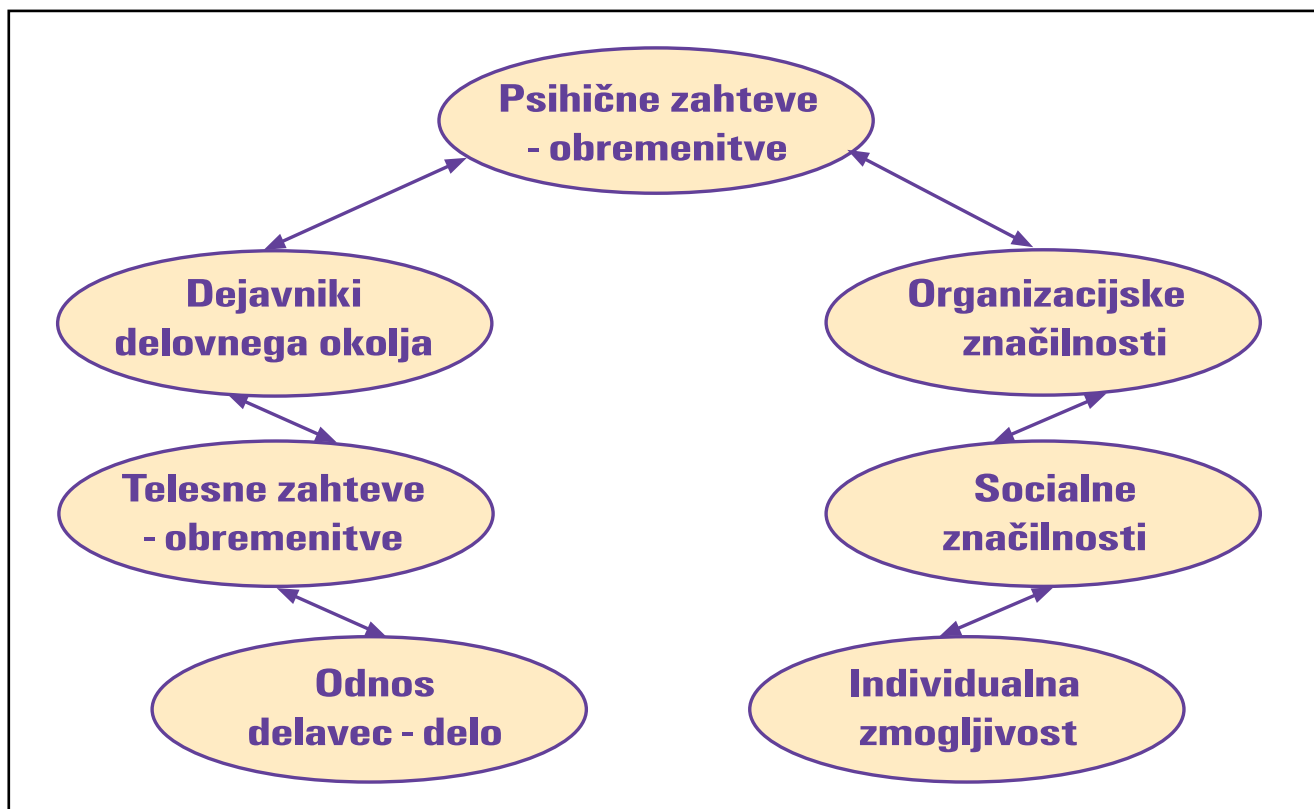 Psihične zahteve
- obremenitve
Dejavniki
delovnega okolja
Organizacijske
značilnosti
Telesne zahteve
- obremenitve
Socialne
značilnosti
Odnos
delavec - delo
Individualna
zmogljivost